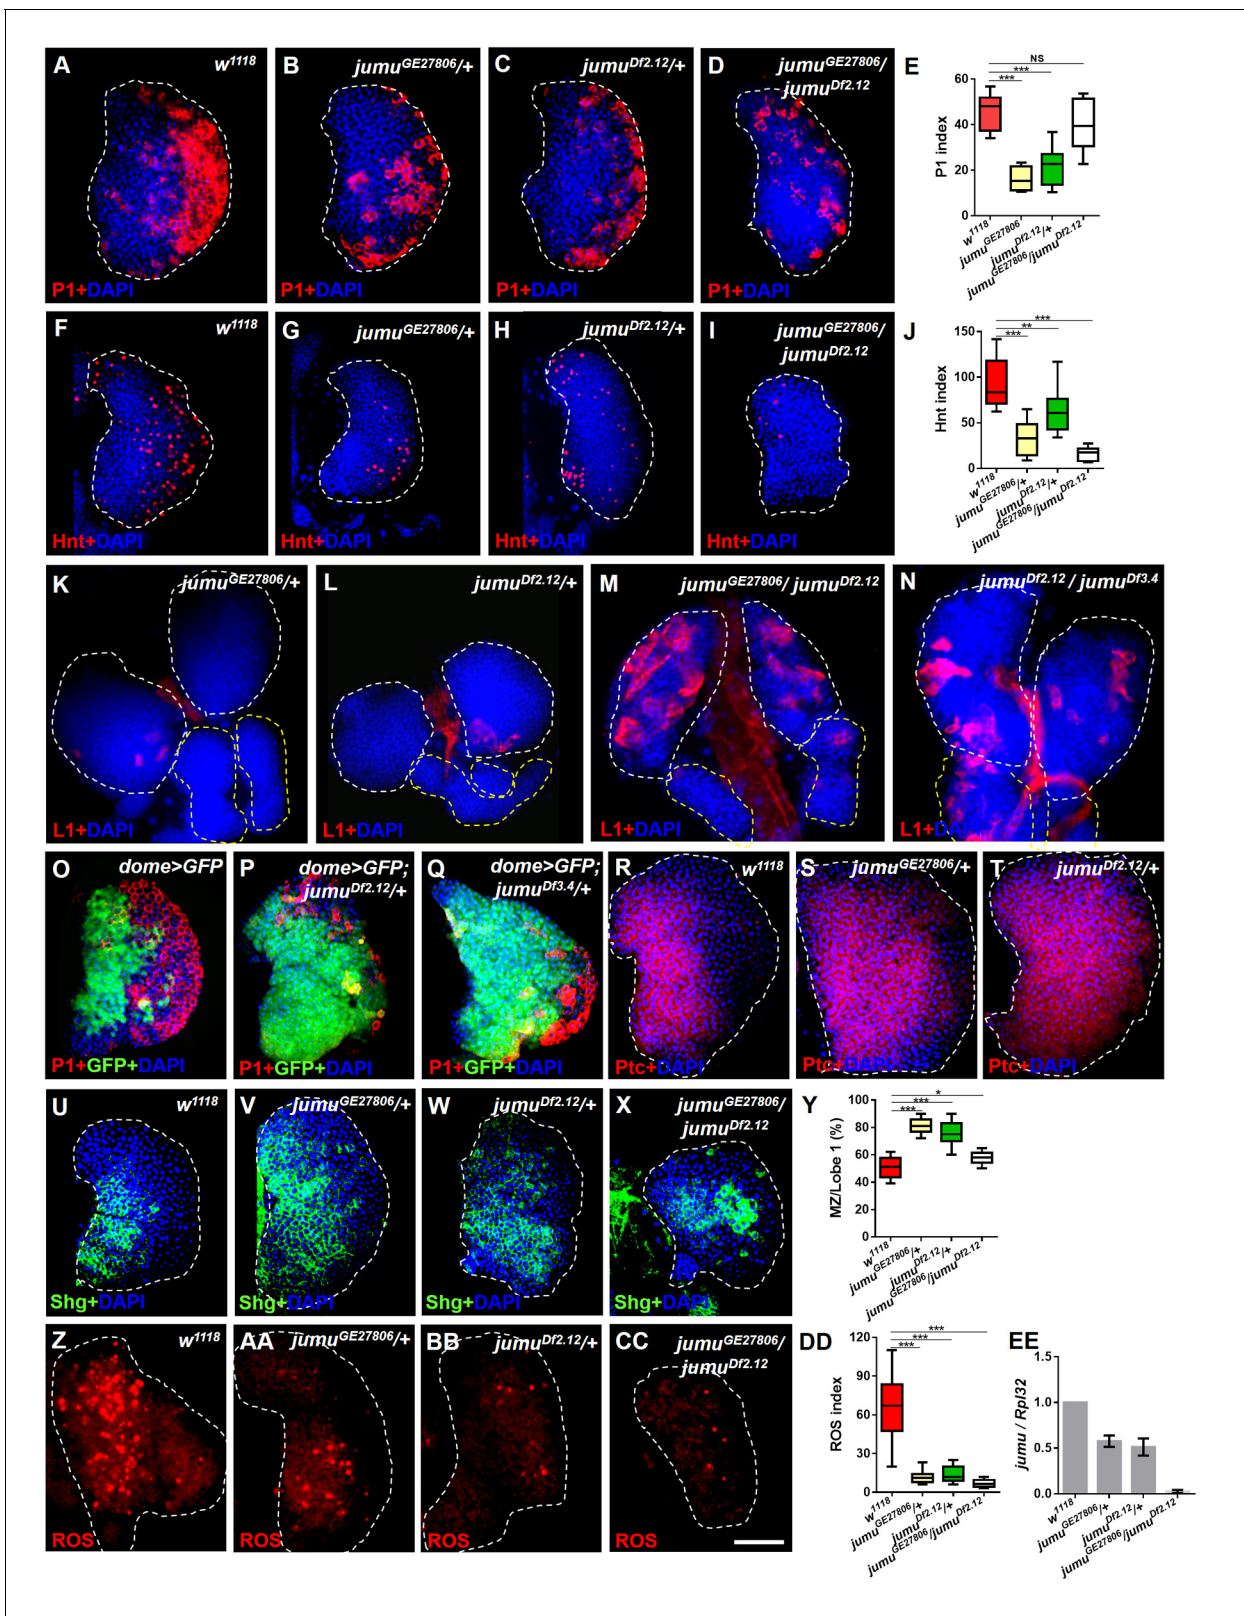 A w1118
P1+DAPI
B jumuGE27806/+
P1+DAPI
C jumuDf2.12/+
P1+DAPI
D jumuGE27806/
jumuDf2.12
P1+DAPI
E
NS
***
***
60
40
20
0
P1 index
w1118
jumuGE27806
jumuDf2.12/+
jumuGE27806/jumuDf2.12
F w1118
Hnt+DAPI
G jumuGE27806/+
Hnt+DAPI
H jumuDf2.12/+
Hnt+DAPI
I jumuGE27806/
jumuDf2.12
Hnt+DAPI
J
***
**
***
150
100
50
0
Hnt index
w1118
jumuGE27806/+
jumuDf2.12/+
jumuGE27806/jumuDf2.12
K jumuGE27806/+
L1+DAPI
L jumuDf2.12/+
L1+DAPI
M jumuGE27806/ jumuDf2.12
L1+DAPI
N jumuDf2.12 / jumuDf3.4
L1+DAPI
O dome>GFP
P1+GFP+DAPI
P dome>GFP;
jumuDf2.12/+
P1+GFP+DAPI
Q dome>GFP;
jumuDf3.4/+
P1+GFP+DAPI
R w1118
Ptc+DAPI
S jumuGE27806/+
Ptc+DAPI
T jumuDf2.12/+
Ptc+DAPI
U w1118
Shg+DAPI
V jumuGE27806/+
Shg+DAPI
W jumuDf2.12/+
Shg+DAPI
X jumuGE27806/
jumuDf2.12
Shg+DAPI
Y
*
***
***
100
80
60
40
20
0
MZ/Lobe 1 (%)
w1118
jumuGE27806/+
jumuDf2.12/+
jumuGE27806/jumuDf2.12
Z w1118
ROS
AA jumuGE27806/+
ROS
BB jumuDf2.12/+
ROS
CC jumuGE27806/
jumuDf2.12
ROS
DD
***
***
***
120
90
60
30
0
ROS index
w1118
jumuGE27806/+
jumuDf2.12/+
jumuGE27806/jumuDf2.12
EE
1.5
1.0
0.5
0.0
jumu / Rpl32
w1118
jumuGE27806/+
jumuDf2.12/+
jumuGE27806/jumuDf2.12